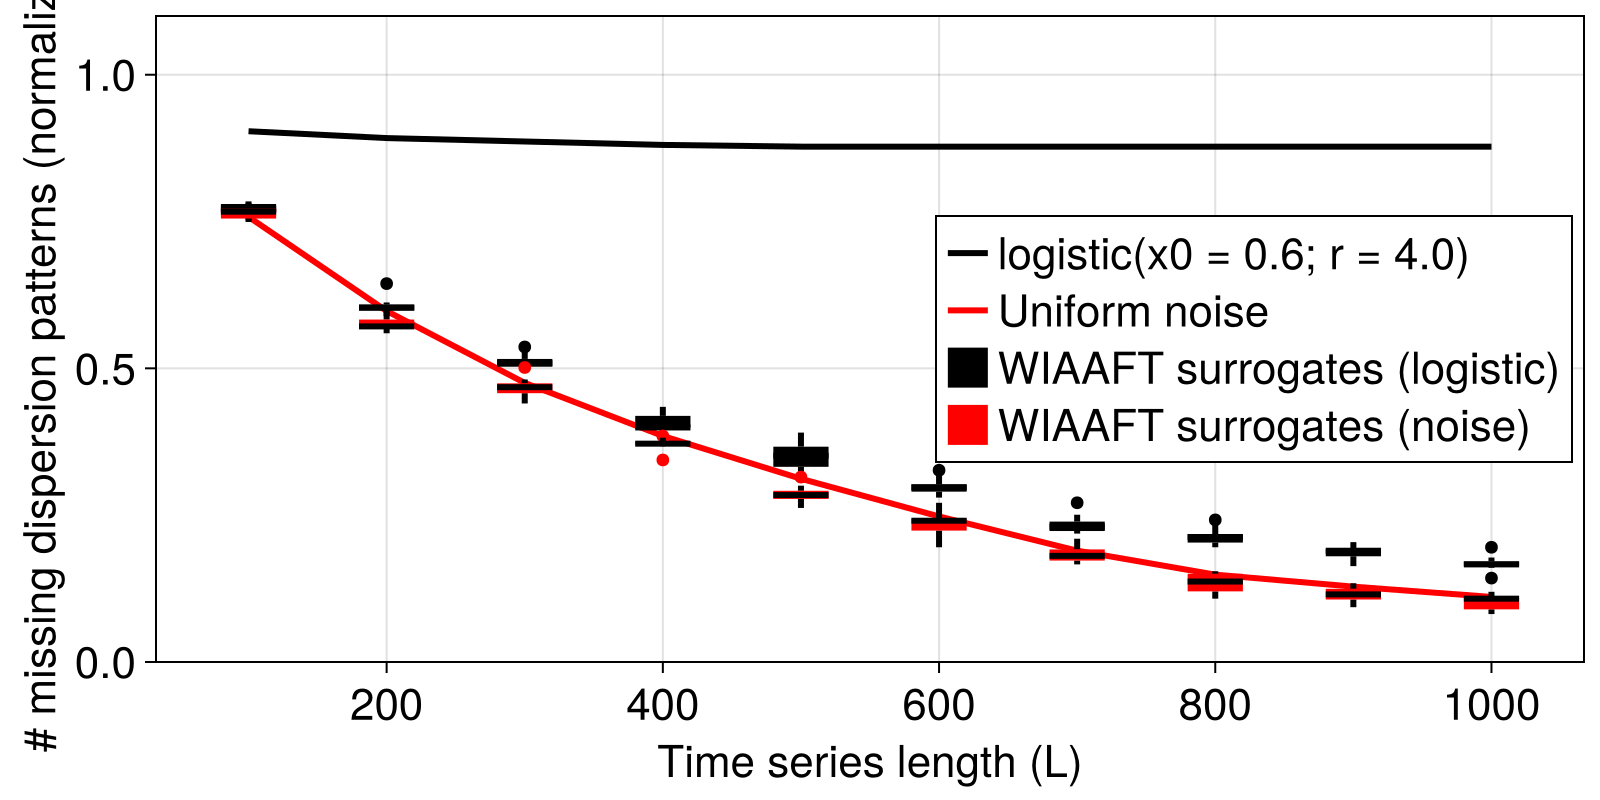 # missing dispersion patterns (normaliz
1.0
0.5
0.0
logistic(x0 = 0.6; r = 4.0)
Uniform noise
WIAAFT surrogates (logistic)
WIAAFT surrogates (noise)
200 400 600 800 1000
Time series length (L)